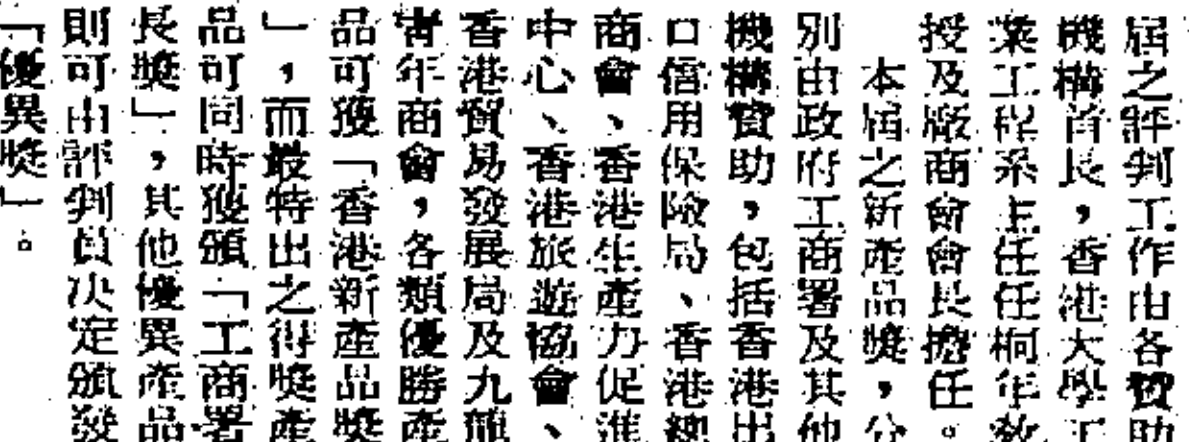 屆之評判工作由各贊助
機構首長，香港大學工
業工程系主任任桐年敎
授及廠商會會長擔任。
本屆之新產品獎，分
別由政府工商署及其他
機構贊助，包括香港出
口信用保險局、香港總
商會、香港生產力促進
中心、香港旅遊協會、
香港貿易發展局及九龍
靑年商會，各類優勝產
品可獲「香港新產品獎
」，而最特出之得獎產
品可同時獲頒「工商署
長獎」，其他優異產品
則可由評判員决定頒發
「優異獎」。